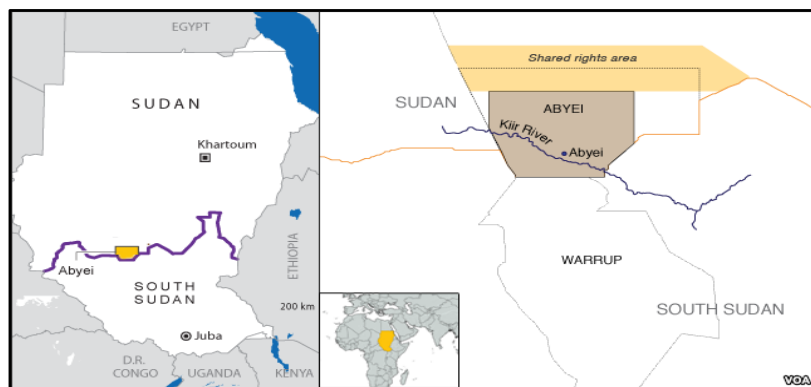 EGYPT
SUDAN
Khartoum
Abyei
SOUTH
SUDAN
ETHIOPIA
200 km
Juba
D.R.
CONGO
UGANDA
KENYA
Shared rights area
SUDAN
ABYEI
Kiir River
Abyei
WARRUP
SOUTH SUDAN
VOA